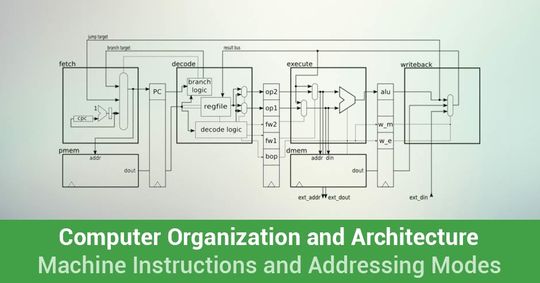 jump target
branch target
result bus
fetch
decode
execute
writeback
branch
logic
PC
op2
alu
regfile
1
op1
cpc
decode logic
fw2
w_m
fw1
w_e
pmem
addr
bop
dmem
addr din
dout
dout
ext_addr
ext_dout
ext_din
Computer Organization and Architecture
Machine Instructions and Addressing Modes